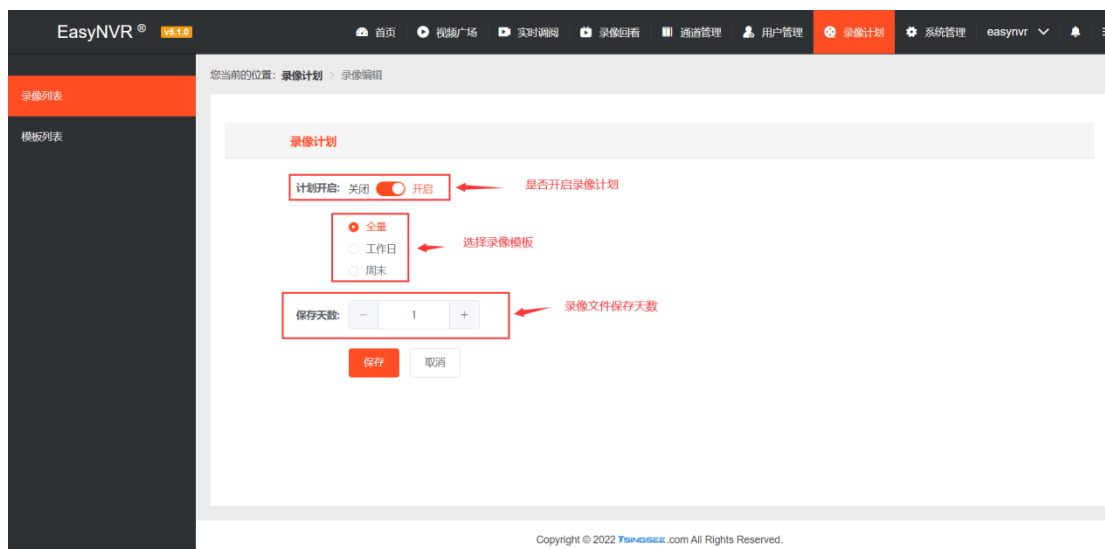 EasyNVR ® v5.1.0 首页 视频广场 实时调阅 录像回看 通道管理 用户管理 录像计划 系统管理 easynvr
您当前的位置: 录像计划 > 录像编辑
录像列表
模板列表
录像计划
计划开启: 关闭 开启 是否开启录像计划
全量
工作日 选择录像模板
周末
保存天数: − 1 + 录像文件保存天数
保存 取消
Copyright © 2022 TSINGSEE.com All Rights Reserved.